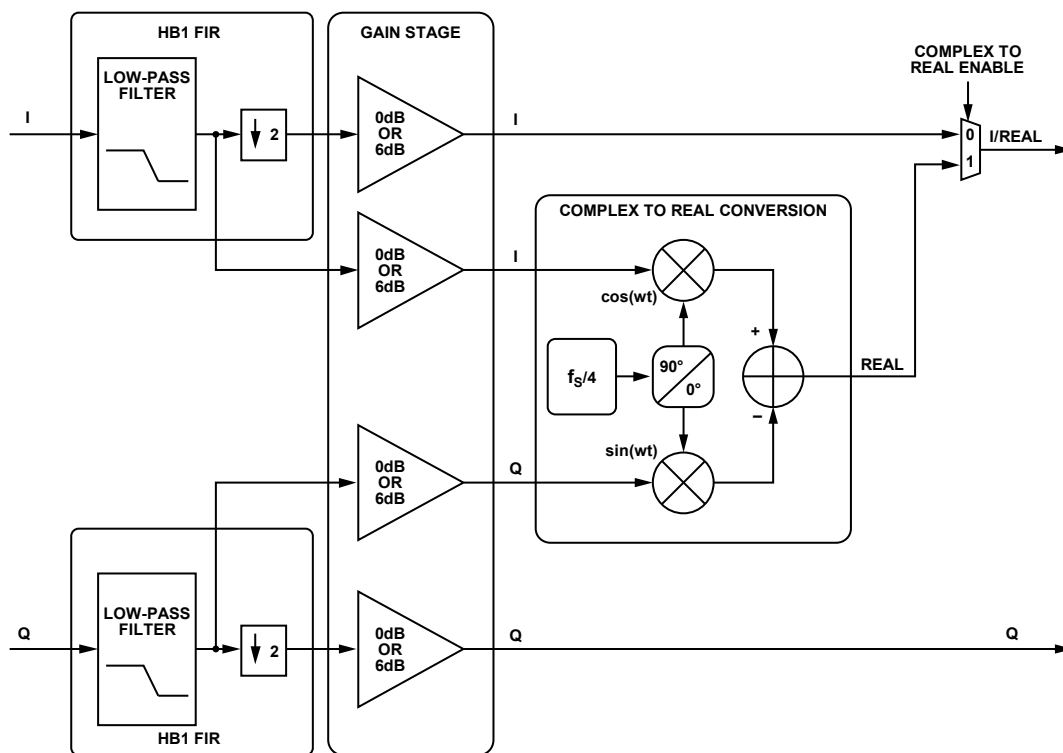 HB1 FIR
GAIN STAGE
COMPLEX TO
REAL ENABLE
LOW-PASS
FILTER
I
2
0dB
OR
6dB
I
0
1
I/REAL
0dB
OR
6dB
I
COMPLEX TO REAL CONVERSION
cos(wt)
+
fS/4
90°
0°
REAL
–
sin(wt)
0dB
OR
6dB
Q
LOW-PASS
FILTER
Q
2
0dB
OR
6dB
Q
Q
HB1 FIR